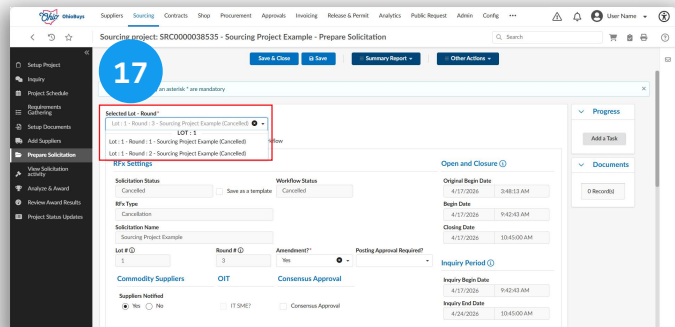 Ohio OhioBuys Suppliers Sourcing Contracts Shop Procurement Approvals Invoicing Release & Permit Analytics Public Request Admin Config ••• User Name
Sourcing project: SRC0000038535 - Sourcing Project Example - Prepare Solicitation Search
Save & Close Save Summary Report Other Actions
17
an asterisk * are mandatory
Setup Project
Inquiry
Project Schedule
Requirements Gathering
Setup Documents
Add Suppliers
Prepare Solicitation
View Solicitation activity
Analyze & Award
Review Award Results
Project Status Updates
Selected Lot - Round*
Lot : 1 - Round : 3 - Sourcing Project Example (Cancelled)
LOT : 1
Lot : 1 - Round : 1 - Sourcing Project Example (Cancelled)
Lot : 1 - Round : 2 - Sourcing Project Example (Cancelled)
RFx Settings
Solicitation Status Workflow Status
Cancelled Save as a template Cancelled
RFx Type
Cancellation
Solicitation Name
Sourcing Project Example
Lot # Round # Amendment?* Posting Approval Required?
1 3 Yes
Commodity Suppliers OIT Consensus Approval
Suppliers Notified
Yes No IT SME? Consensus Approval
Open and Closure
Original Begin Date
4/17/2026 3:48:13 AM
Begin Date
4/17/2026 9:42:43 AM
Closing Date
4/17/2026 10:45:00 AM
Inquiry Period
Inquiry Begin Date
4/17/2026 9:42:43 AM
Inquiry End Date
4/24/2026 10:45:00 AM
Progress
Add a Task
Documents
0 Record(s)